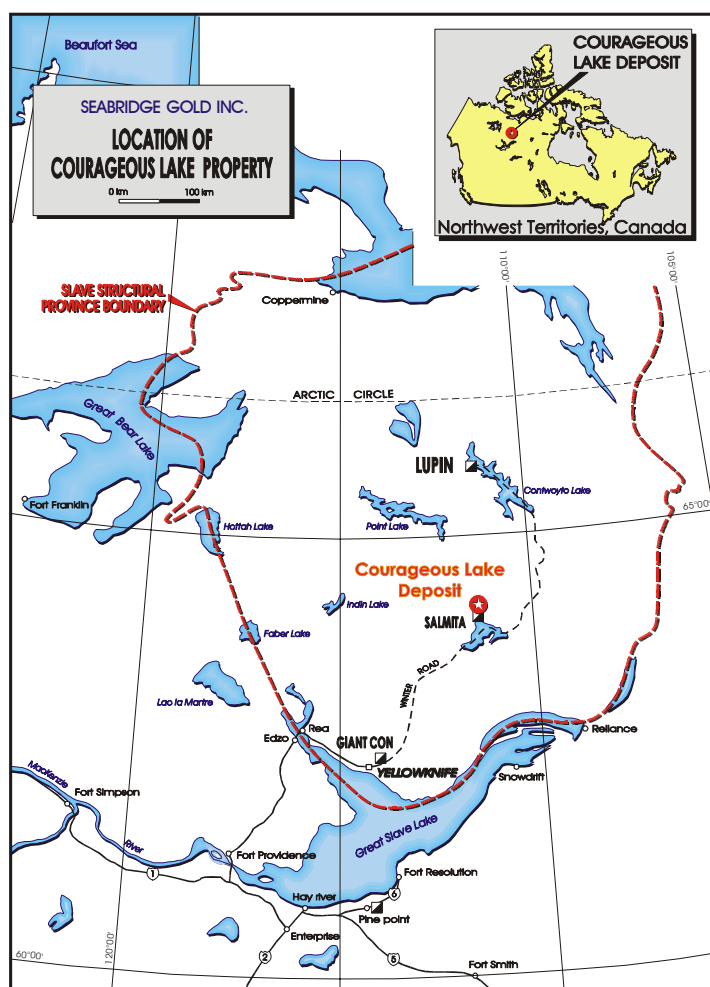 Beaufort Sea
SEABRIDGE GOLD INC.
LOCATION OF
COURAGEOUS LAKE PROPERTY
0 km 100 km
COURAGEOUS
LAKE DEPOSIT
Northwest Territories, Canada
110°00'
105°00'
SLAVE STRUCTURAL
PROVINCE BOUNDARY
Coppermine
ARCTIC CIRCLE
Great Bear Lake
LUPIN
Contwoyto Lake
Fort Franklin
Hottah Lake
Point Lake
65°00'
Courageous Lake
Deposit
Indin Lake
SALMITA
Faber Lake
WINTER ROAD
Lac la Martre
Rea
Edzo
GIANT CON
Reliance
YELLOWKNIFE
Snowdrift
MacKenzie
River
Fort Simpson
Great Slave Lake
Fort Providence
1
Fort Resolution
6
Hay river
Pine point
Enterprise
2
5
Fort Smith
60°00'
120°00'